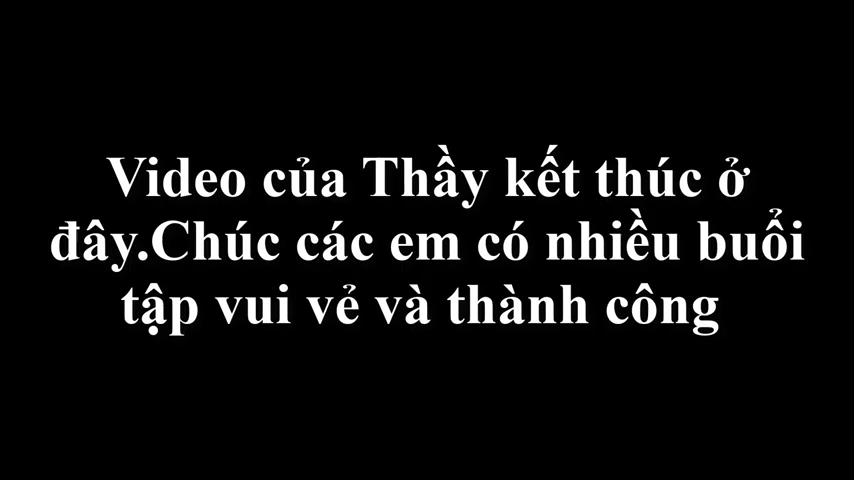 Video của Thầy kết thúc ở
đây.Chúc các em có nhiều buổi
tập vui vẻ và thành công